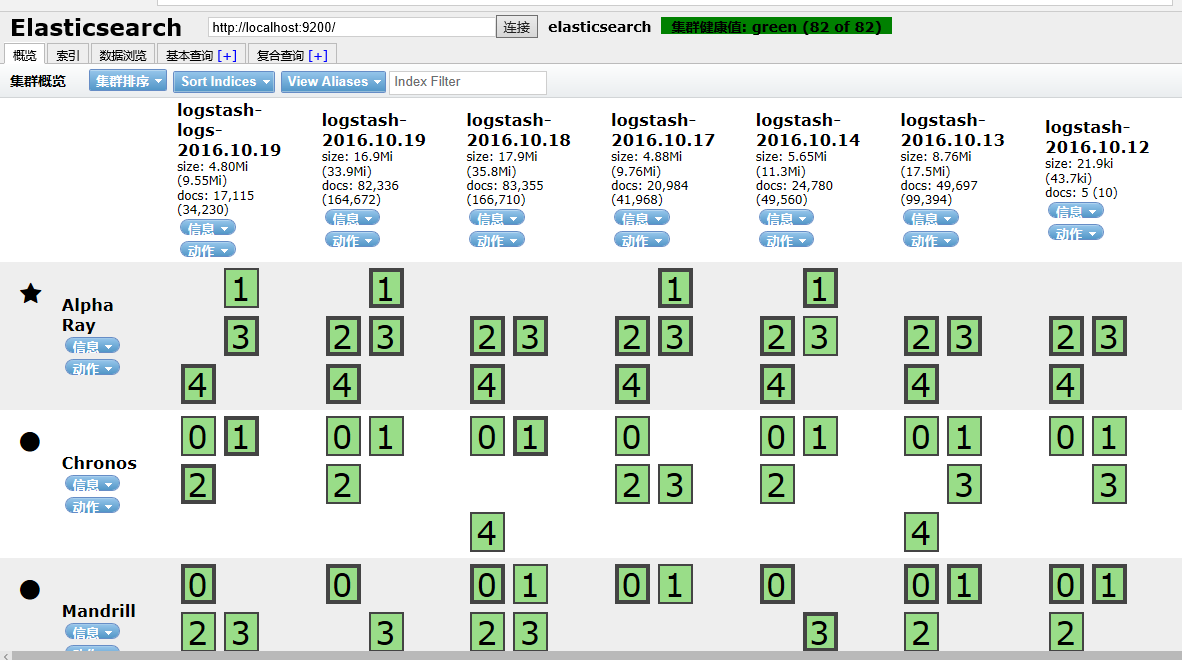 Elasticsearch http://localhost:9200/ 连接 elasticsearch 集群健康值: green (82 of 82)
概览 索引 数据浏览 基本查询 [+] 复合查询 [+]
集群概览 集群排序 Sort Indices View Aliases Index Filter
logstash-
logs-
2016.10.19
size: 4.80Mi
(9.55Mi)
docs: 17,115
(34,230)
信息
动作
logstash-
2016.10.19
size: 16.9Mi
(33.9Mi)
docs: 82,336
(164,672)
信息
动作
logstash-
2016.10.18
size: 17.9Mi
(35.8Mi)
docs: 83,355
(166,710)
信息
动作
logstash-
2016.10.17
size: 4.88Mi
(9.76Mi)
docs: 20,984
(41,968)
信息
动作
logstash-
2016.10.14
size: 5.65Mi
(11.3Mi)
docs: 24,780
(49,560)
信息
动作
logstash-
2016.10.13
size: 8.76Mi
(17.5Mi)
docs: 49,697
(99,394)
信息
动作
logstash-
2016.10.12
size: 21.9ki
(43.7ki)
docs: 5 (10)
信息
动作
Alpha
Ray
信息
动作
1 1 1 1
3 2 3 2 3 2 3 2 3 2 3 2 3
4 4 4 4 4 4 4
Chronos
信息
动作
0 1 0 1 0 1 0 0 1 0 1 0 1
2 2 2 3 2 3 3
4 4
Mandrill
信息
动作
0 0 0 1 0 1 0 0 1 0 1
2 3 3 2 3 3 2 2